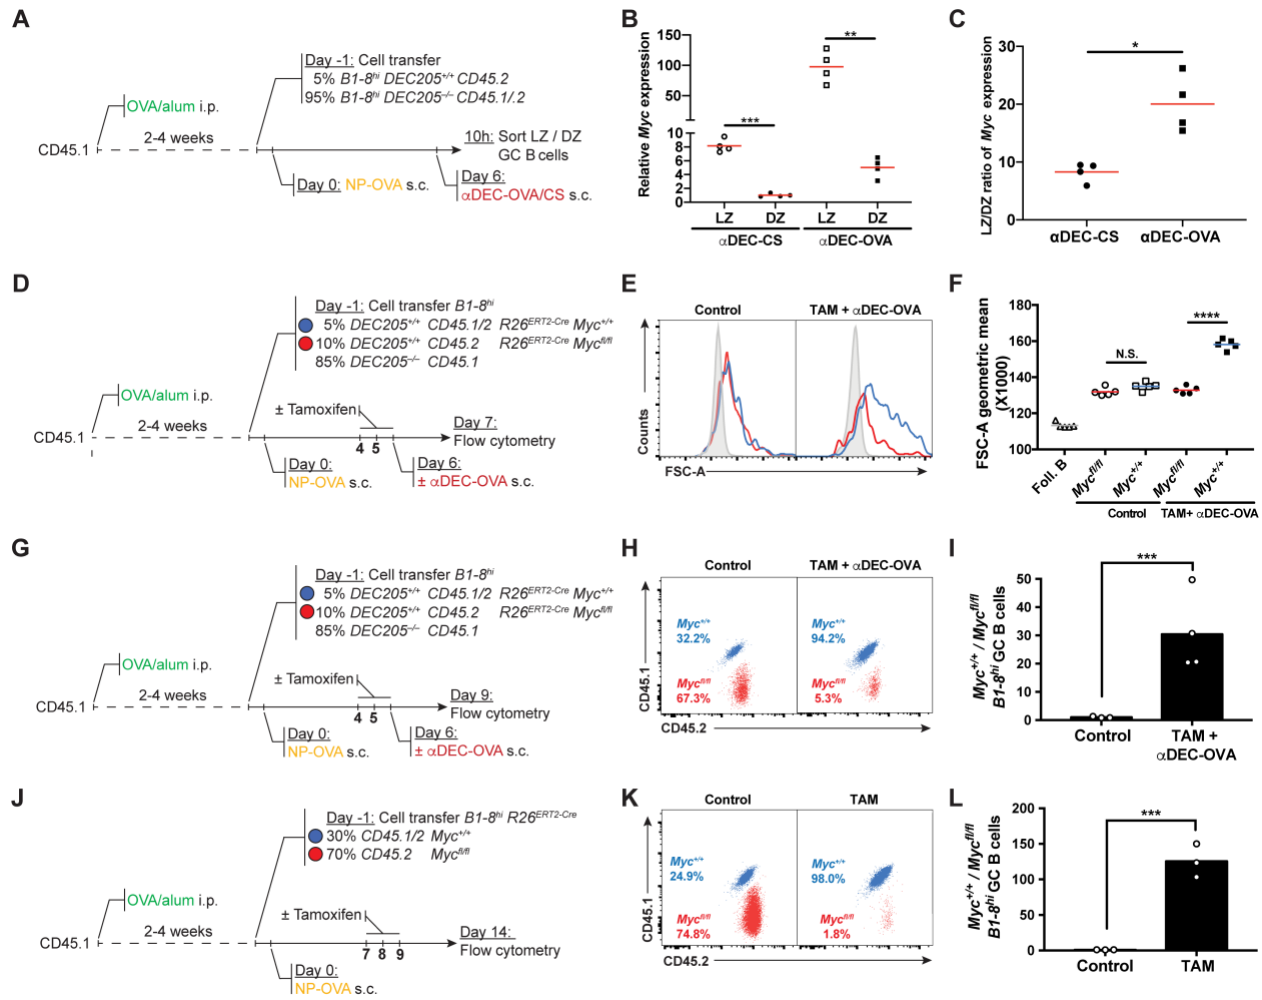 A
Day -1: Cell transfer
5% B1-8hi DEC205+/+ CD45.2
95% B1-8hi DEC205–/– CD45.1/.2
OVA/alum i.p.
2-4 weeks
CD45.1
10h: Sort LZ / DZ
GC B cells
Day 0: NP-OVA s.c.
Day 6:
αDEC-OVA/CS s.c.
B
Relative Myc expression
150
100
50
10
8
6
4
2
0
***
**
LZ DZ LZ DZ
αDEC-CS αDEC-OVA
C
LZ/DZ ratio of Myc expression
30
20
10
0
*
αDEC-CS αDEC-OVA
D
Day -1: Cell transfer B1-8hi
5% DEC205+/+ CD45.1/2 R26ERT2-Cre Myc+/+
10% DEC205+/+ CD45.2 R26ERT2-Cre Mycfl/fl
85% DEC205–/– CD45.1
OVA/alum i.p.
± Tamoxifen
2-4 weeks
CD45.1
4 5
Day 7:
Flow cytometry
Day 0:
NP-OVA s.c.
Day 6:
± αDEC-OVA s.c.
E
Control TAM + αDEC-OVA
Counts
FSC-A
F
FSC-A geometric mean
(X1000)
180
160
140
120
100
N.S.
****
Foll. B
Mycfl/fl
Myc+/+
Mycfl/fl
Myc+/+
Control TAM+ αDEC-OVA
G
Day -1: Cell transfer B1-8hi
5% DEC205+/+ CD45.1/2 R26ERT2-Cre Myc+/+
10% DEC205+/+ CD45.2 R26ERT2-Cre Mycfl/fl
85% DEC205–/– CD45.1
OVA/alum i.p.
± Tamoxifen
2-4 weeks
CD45.1
4 5
Day 9:
Flow cytometry
Day 0:
NP-OVA s.c.
Day 6:
± αDEC-OVA s.c.
H
Control TAM + αDEC-OVA
Myc+/+
32.2%
Mycfl/fl
67.3%
Myc+/+
94.2%
Mycfl/fl
5.3%
CD45.1
CD45.2
I
Myc+/+ / Mycfl/fl
B1-8hi GC B cells
50
40
30
20
10
0
***
Control TAM +
αDEC-OVA
J
Day -1: Cell transfer B1-8hi R26ERT2-Cre
30% CD45.1/2 Myc+/+
70% CD45.2 Mycfl/fl
OVA/alum i.p.
± Tamoxifen
2-4 weeks
CD45.1
7 8 9
Day 14:
Flow cytometry
Day 0:
NP-OVA s.c.
K
Control TAM
Myc+/+
24.9%
Mycfl/fl
74.8%
Myc+/+
98.0%
Mycfl/fl
1.8%
CD45.1
CD45.2
L
Myc+/+ / Mycfl/fl
B1-8hi GC B cells
200
150
100
50
0
***
Control TAM